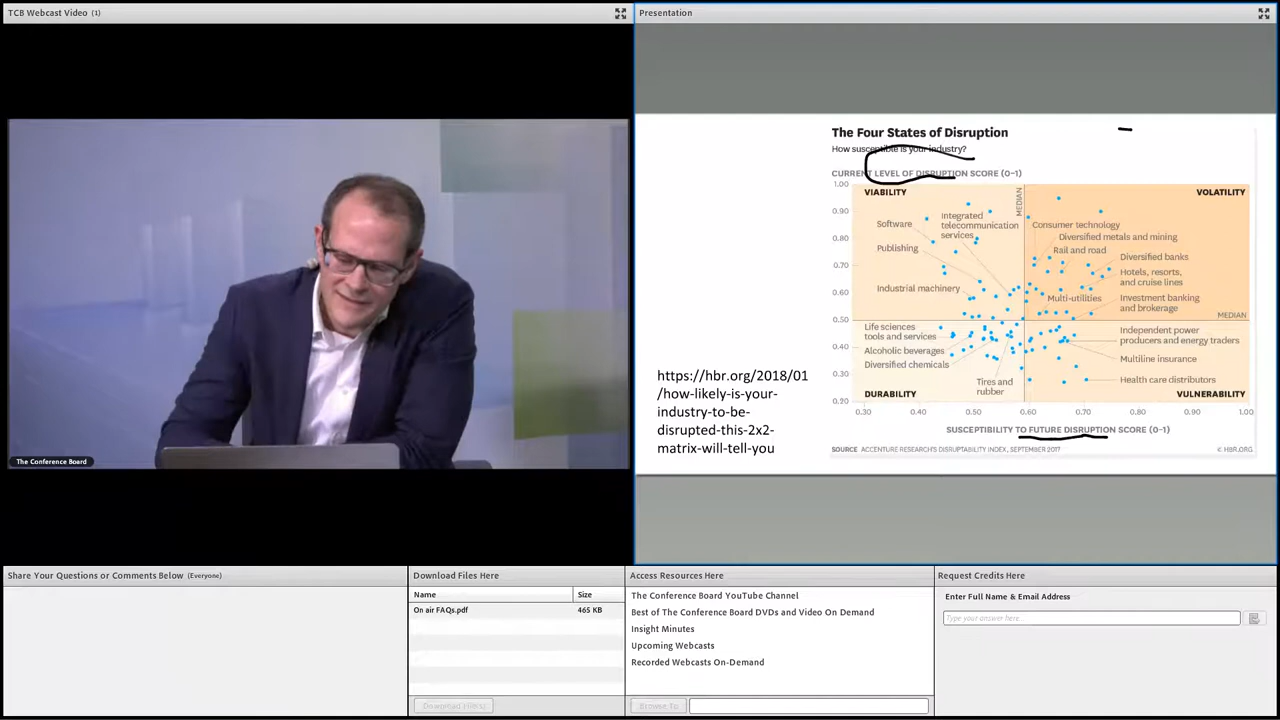 TCB Webcast Video (1)
Presentation
The Four States of Disruption
How susceptible is your industry?
CURRENT LEVEL OF DISRUPTION SCORE (0–1)
1.00
0.90
0.80
0.70
0.60
0.50
0.40
0.30
0.20
VIABILITY
MEDIAN
VOLATILITY
Software
Integrated
telecommunication
services
Publishing
Industrial machinery
Consumer technology
Diversified metals and mining
Rail and road
Diversified banks
Hotels, resorts,
and cruise lines
Multi-utilities
Investment banking
and brokerage
MEDIAN
Life sciences
tools and services
Alcoholic beverages
Diversified chemicals
Tires and
rubber
Independent power
producers and energy traders
Multiline insurance
Health care distributors
DURABILITY
VULNERABILITY
0.30
0.40
0.50
0.60
0.70
0.80
0.90
1.00
SUSCEPTIBILITY TO FUTURE DISRUPTION SCORE (0–1)
SOURCE ACCENTURE RESEARCH'S DISRUPTABILITY INDEX, SEPTEMBER 2017
© HBR.ORG
https://hbr.org/2018/01
/how-likely-is-your-
industry-to-be-
disrupted-this-2x2-
matrix-will-tell-you
The Conference Board
Share Your Questions or Comments Below (Everyone)
Download Files Here
Name Size
On air FAQs.pdf 465 KB
Download File(s)
Access Resources Here
The Conference Board YouTube Channel
Best of The Conference Board DVDs and Video On Demand
Insight Minutes
Upcoming Webcasts
Recorded Webcasts On-Demand
Browse To
Request Credits Here
Enter Full Name & Email Address
Type your answer here...